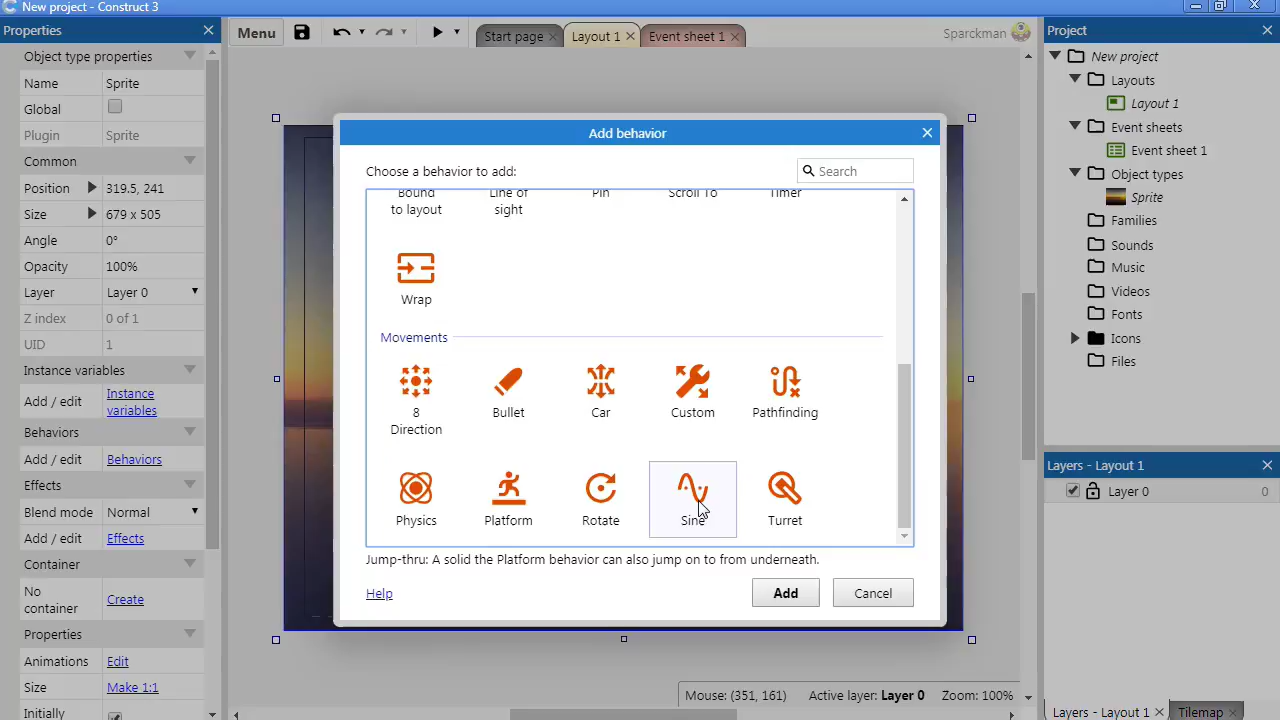 New project - Construct 3
Properties
Object type properties
Name Sprite
Global
Plugin Sprite
Common
Position 319.5, 241
Size 679 x 505
Angle 0°
Opacity 100%
Layer Layer 0
Z index 0 of 1
UID 1
Instance variables
Add / edit Instance variables
Behaviors
Add / edit Behaviors
Effects
Blend mode Normal
Add / edit Effects
Container
No container Create
Properties
Animations Edit
Size Make 1:1
Initially
Menu
Start page
Layout 1
Event sheet 1
Sparckman
Add behavior
Choose a behavior to add:
Search
Bound to layout
Line of sight
Pin
Scroll To
Timer
Wrap
Movements
8 Direction
Bullet
Car
Custom
Pathfinding
Physics
Platform
Rotate
Sine
Turret
Jump-thru: A solid the Platform behavior can also jump on to from underneath.
Help
Add
Cancel
Mouse: (351, 161) Active layer: Layer 0 Zoom: 100%
Project
New project
Layouts
Layout 1
Event sheets
Event sheet 1
Object types
Sprite
Families
Sounds
Music
Videos
Fonts
Icons
Files
Layers - Layout 1
Layer 0 0
Layers - Layout 1
Tilemap